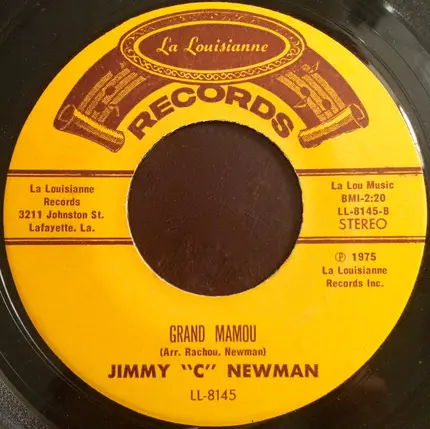 La Louisianne
RECORDS
La Louisianne
Records
3211 Johnston St.
Lafayette, La.
La Lou Music
BMI-2:20
LL-8145-B
STEREO
℗ 1975
La Louisianne
Records Inc.
GRAND MAMOU
(Arr. Rachou, Newman)
JIMMY "C" NEWMAN
LL-8145